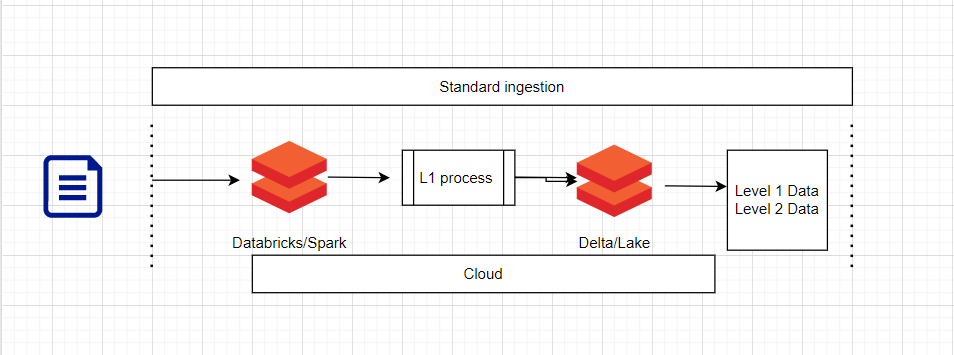 Standard ingestion
L1 process
Level 1 Data
Level 2 Data
Databricks/Spark
Delta/Lake
Cloud